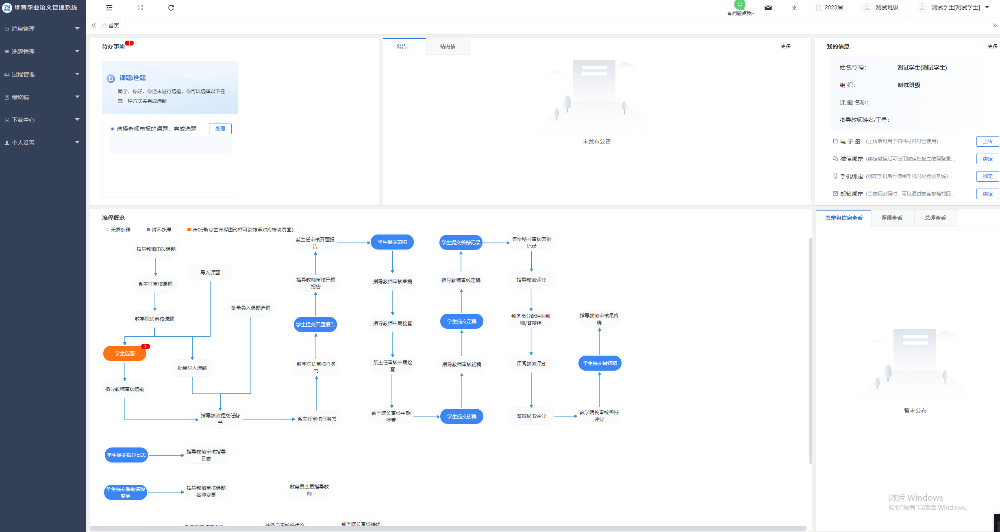 维普毕业论文管理系统
有问题点我~
2023届
测试班级
测试学生[测试学生]
首页
消息管理
选题管理
过程管理
最终稿
下载中心
个人设置
待办事项
1
课题/选题
同学，你好，你还未进行选题，你可以选择以下任
意一种方式去完成选题
选择老师申报的课题，完成选题
处理
公告
站内信
更多
未发布公告
我的信息
更多
姓名/学号：
测试学生(测试学生)
组 织：
测试班级
课 题 名称：
指导教师姓名/工号：
电 子 签 （上传后可用于归档材料导出使用）
上传
微信绑定（绑定微信后可使用微信扫描二维码登录...
绑定
手机绑定（绑定手机后可使用手机号码登录系统）
绑定
邮箱绑定（当忘记密码时，可以通过安全邮箱找回...
绑定
流程概览
无需处理
暂不处理
待处理(点击流程图形框可跳转至对应模块页面)
指导教师申报课题
系主任审核课题
教学院长审核课题
导入课题
批量导入课题选题
学生选题
1
批量导入选题
指导教师审核选题
指导教师提交任务
书
系主任审核任务书
教学院长审核任务
书
学生提交开题报告
指导教师审核开题
报告
系主任审核开题报
告
学生提交草稿
指导教师审核草稿
指导教师中期检查
系主任审核中期检
查
教学院长审核中期
检查
学生提交初稿
指导教师审核初稿
学生提交定稿
指导教师审核定稿
学生提交答辩记录
答辩秘书审核答辩
记录
指导教师评分
教务员分配评阅教
师/答辩组
评阅教师评分
答辩秘书评分
教学院长审核答辩
评分
学生提交最终稿
指导教师审核最终
稿
学生提交指导日志
指导教师审核指导
日志
学生提交课题名称
变更
指导教师审核课题
名称变更
教务员变更指导教
师
系主任审核推优论
教务员审核推优论
教学院长审核推优
答辩组信息查看
评语查看
总评查看
暂未公布
激活 Windows
转到“设置”以激活 Windows。